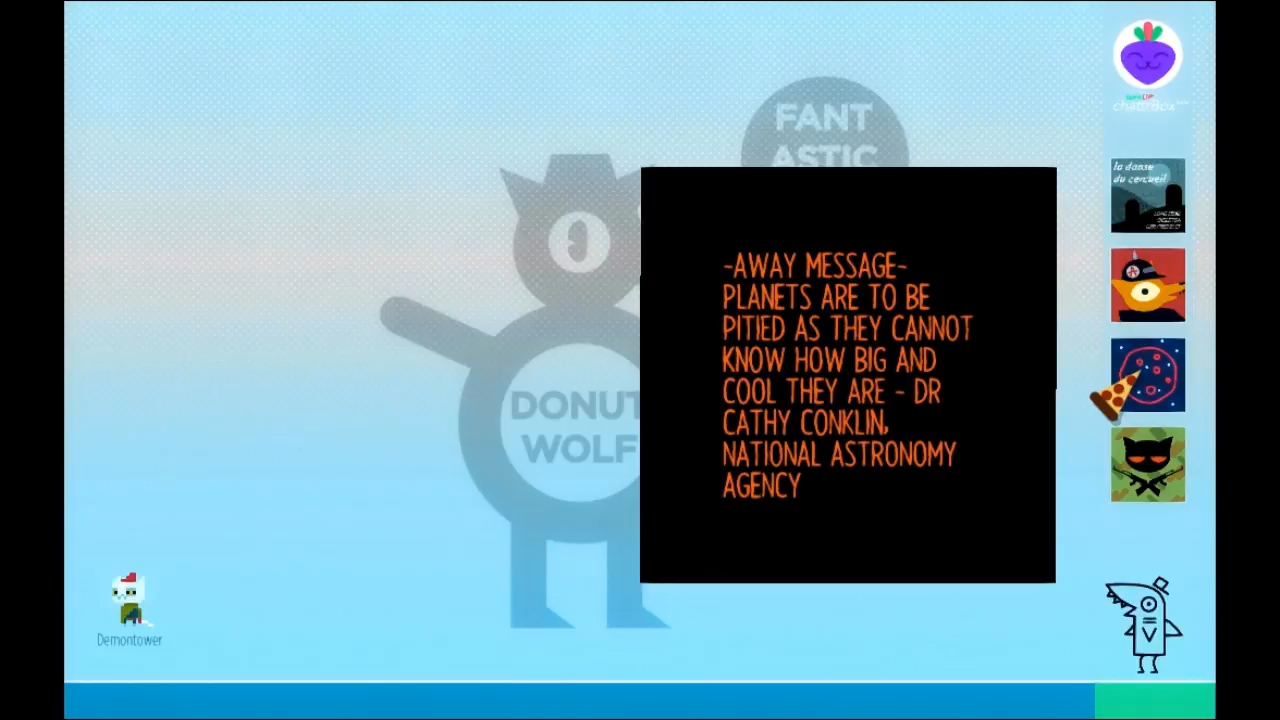 FANT
ASTIC
chattrBox
la danse
du cercueil
-AWAY MESSAGE-
PLANETS ARE TO BE
PITIED AS THEY CANNOT
KNOW HOW BIG AND
COOL THEY ARE - DR
CATHY CONKLIN,
NATIONAL ASTRONOMY
AGENCY
DONUT
WOLF
Demontower